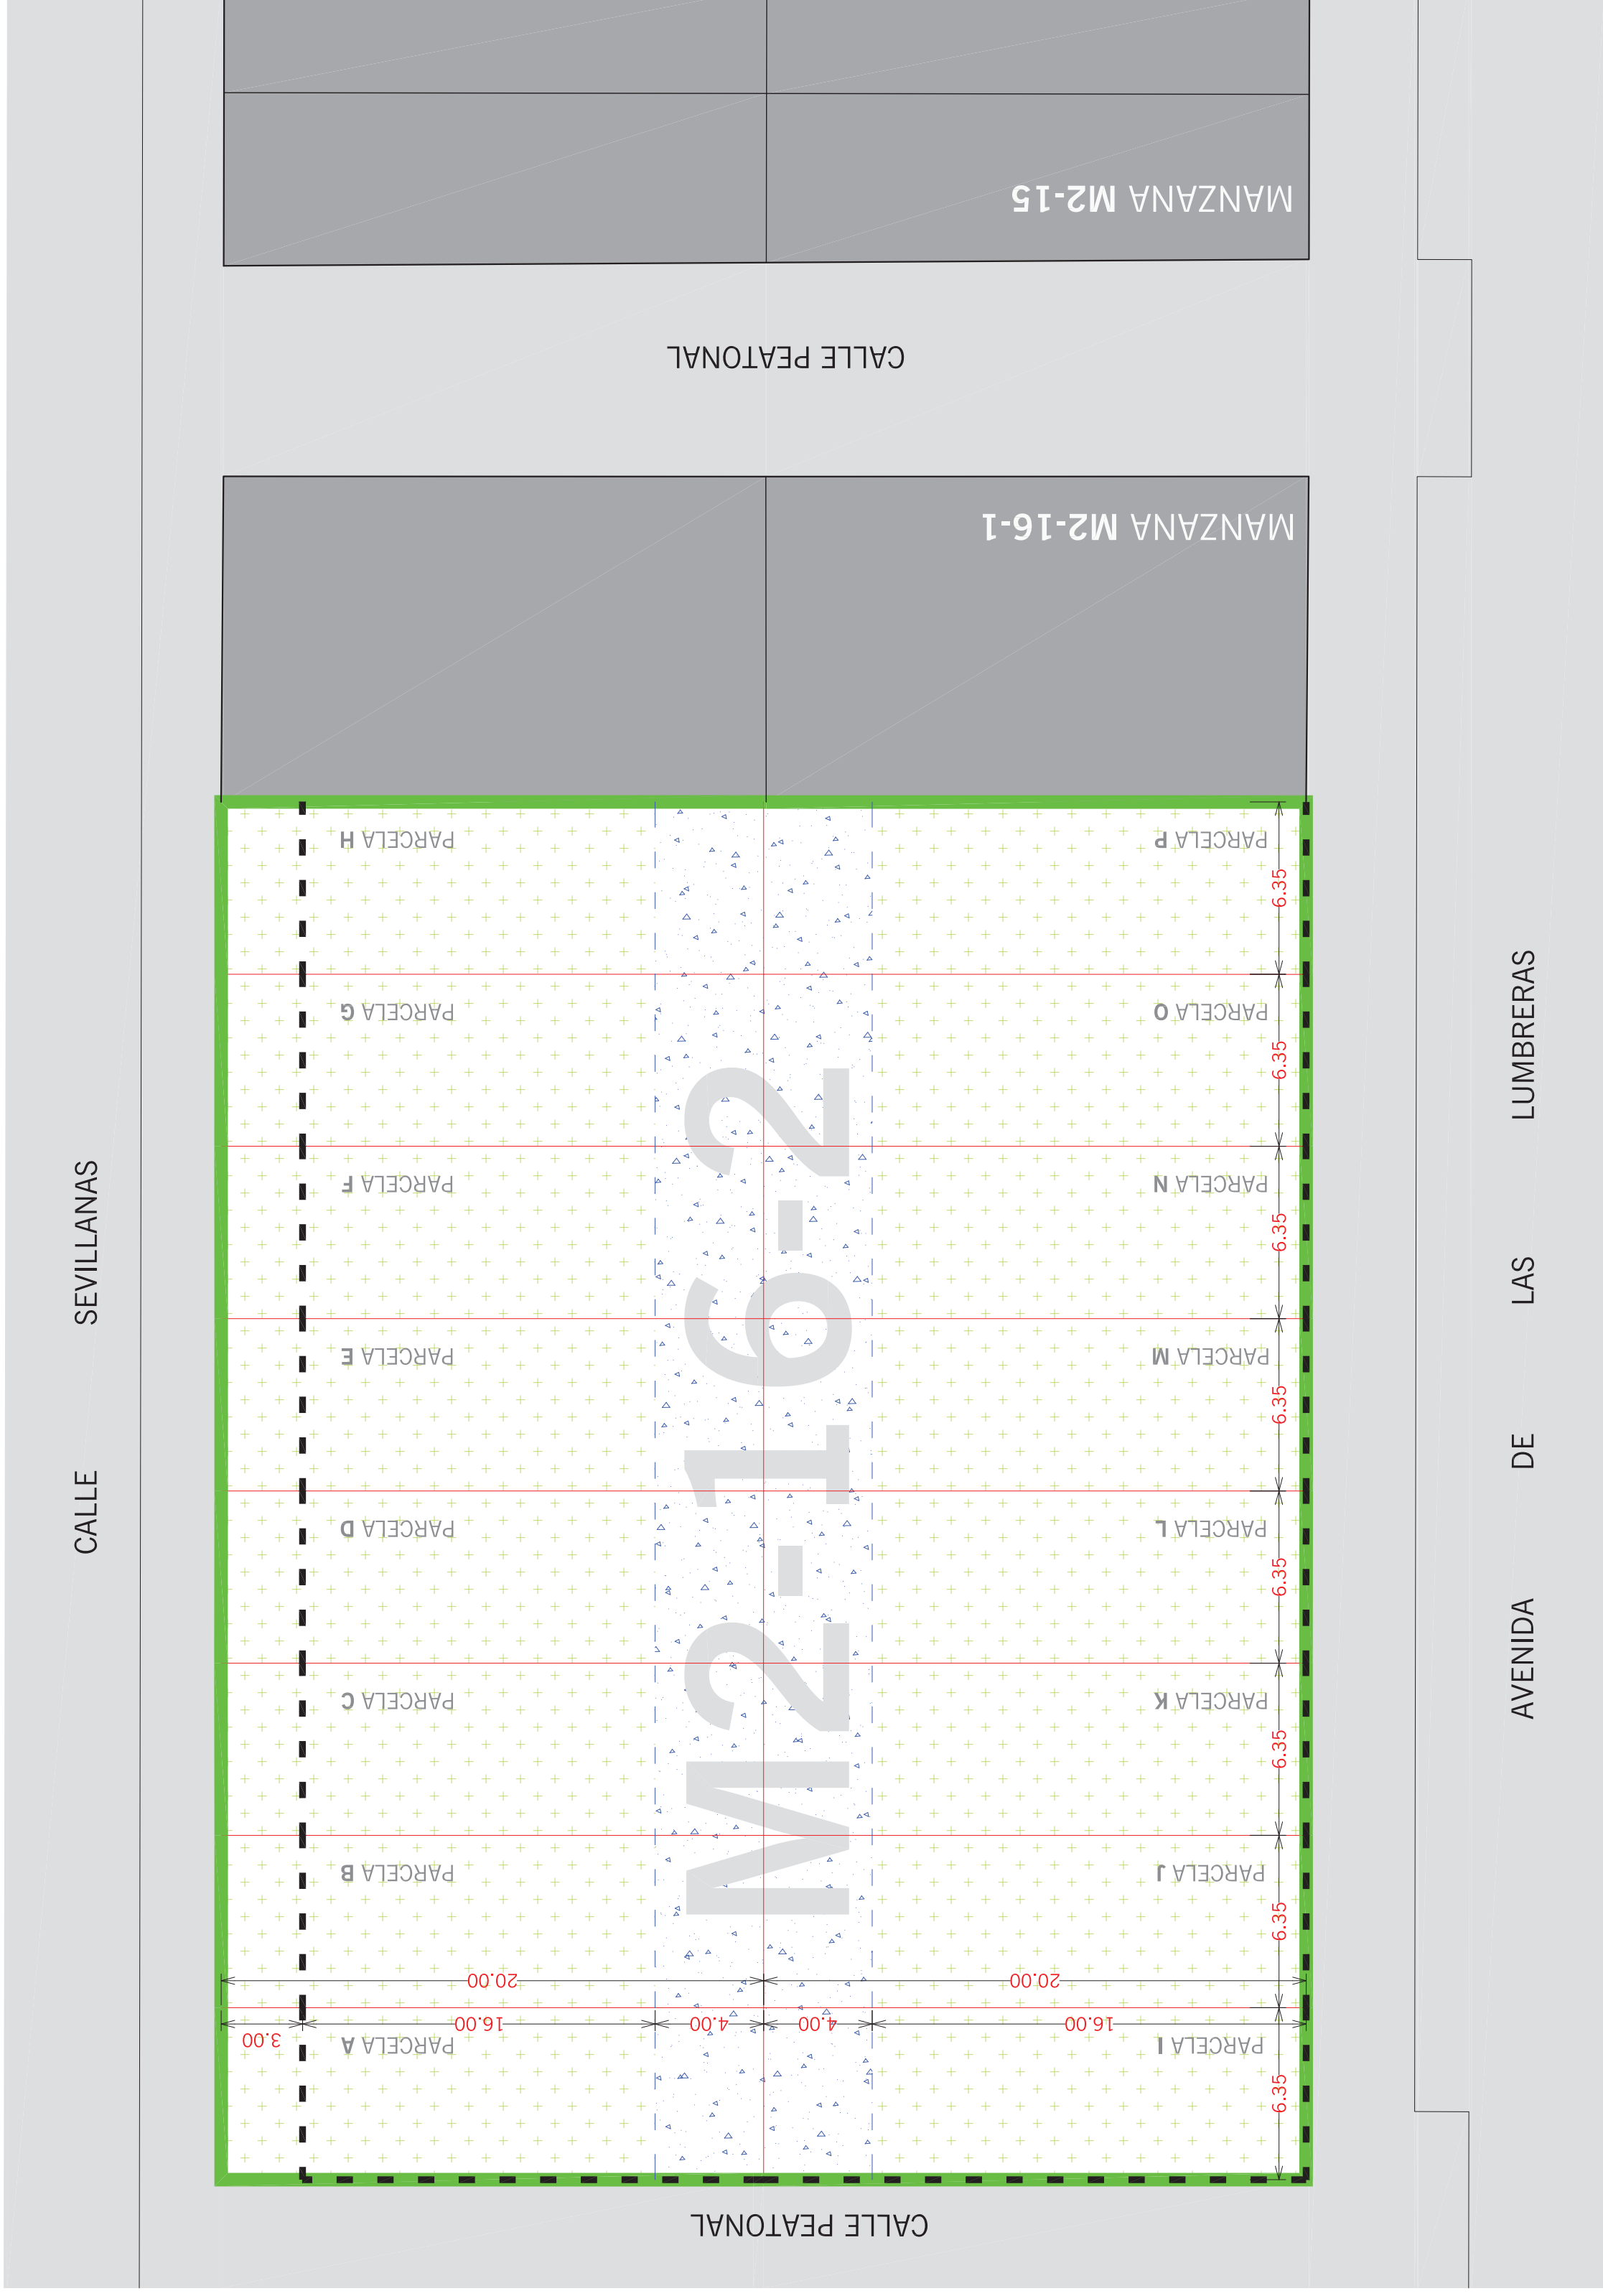 MANZANA M2-15
CALLE PEATONAL
MANZANA M2-16-1
PARCELA H
PARCELA P
6.35
PARCELA G
PARCELA O
6.35
PARCELA F
PARCELA N
6.35
PARCELA E
PARCELA M
6.35
PARCELA D
PARCELA L
6.35
PARCELA C
PARCELA K
6.35
PARCELA B
PARCELA J
6.35
20.00
20.00
3.00
16.00
4.00
4.00
16.00
PARCELA A
PARCELA I
6.35
M2-16-2
CALLE PEATONAL
CALLE SEVILLANAS
AVENIDA DE LAS LUMBRERAS